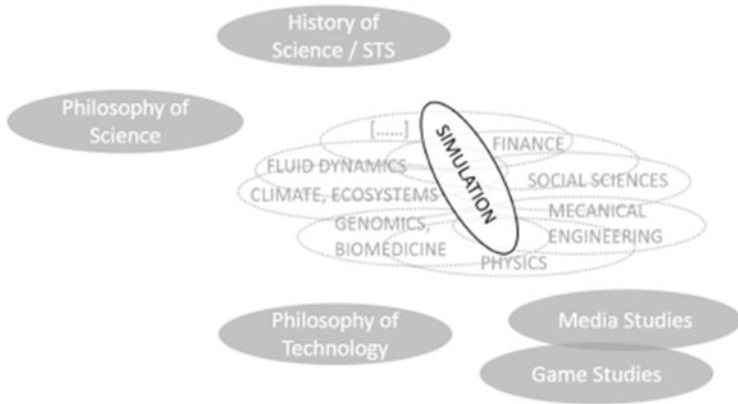 History of
Science / STS
Philosophy of
Science
[......]
SIMULATION
FINANCE
FLUID DYNAMICS
SOCIAL SCIENCES
CLIMATE, ECOSYSTEMS
MECANICAL
ENGINEERING
GENOMICS,
BIOMEDICINE
PHYSICS
Philosophy of
Technology
Media Studies
Game Studies